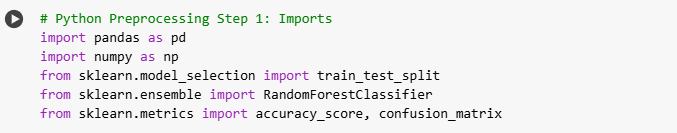 # Python Preprocessing Step 1: Imports
import pandas as pd
import numpy as np
from sklearn.model_selection import train_test_split
from sklearn.ensemble import RandomForestClassifier
from sklearn.metrics import accuracy_score, confusion_matrix